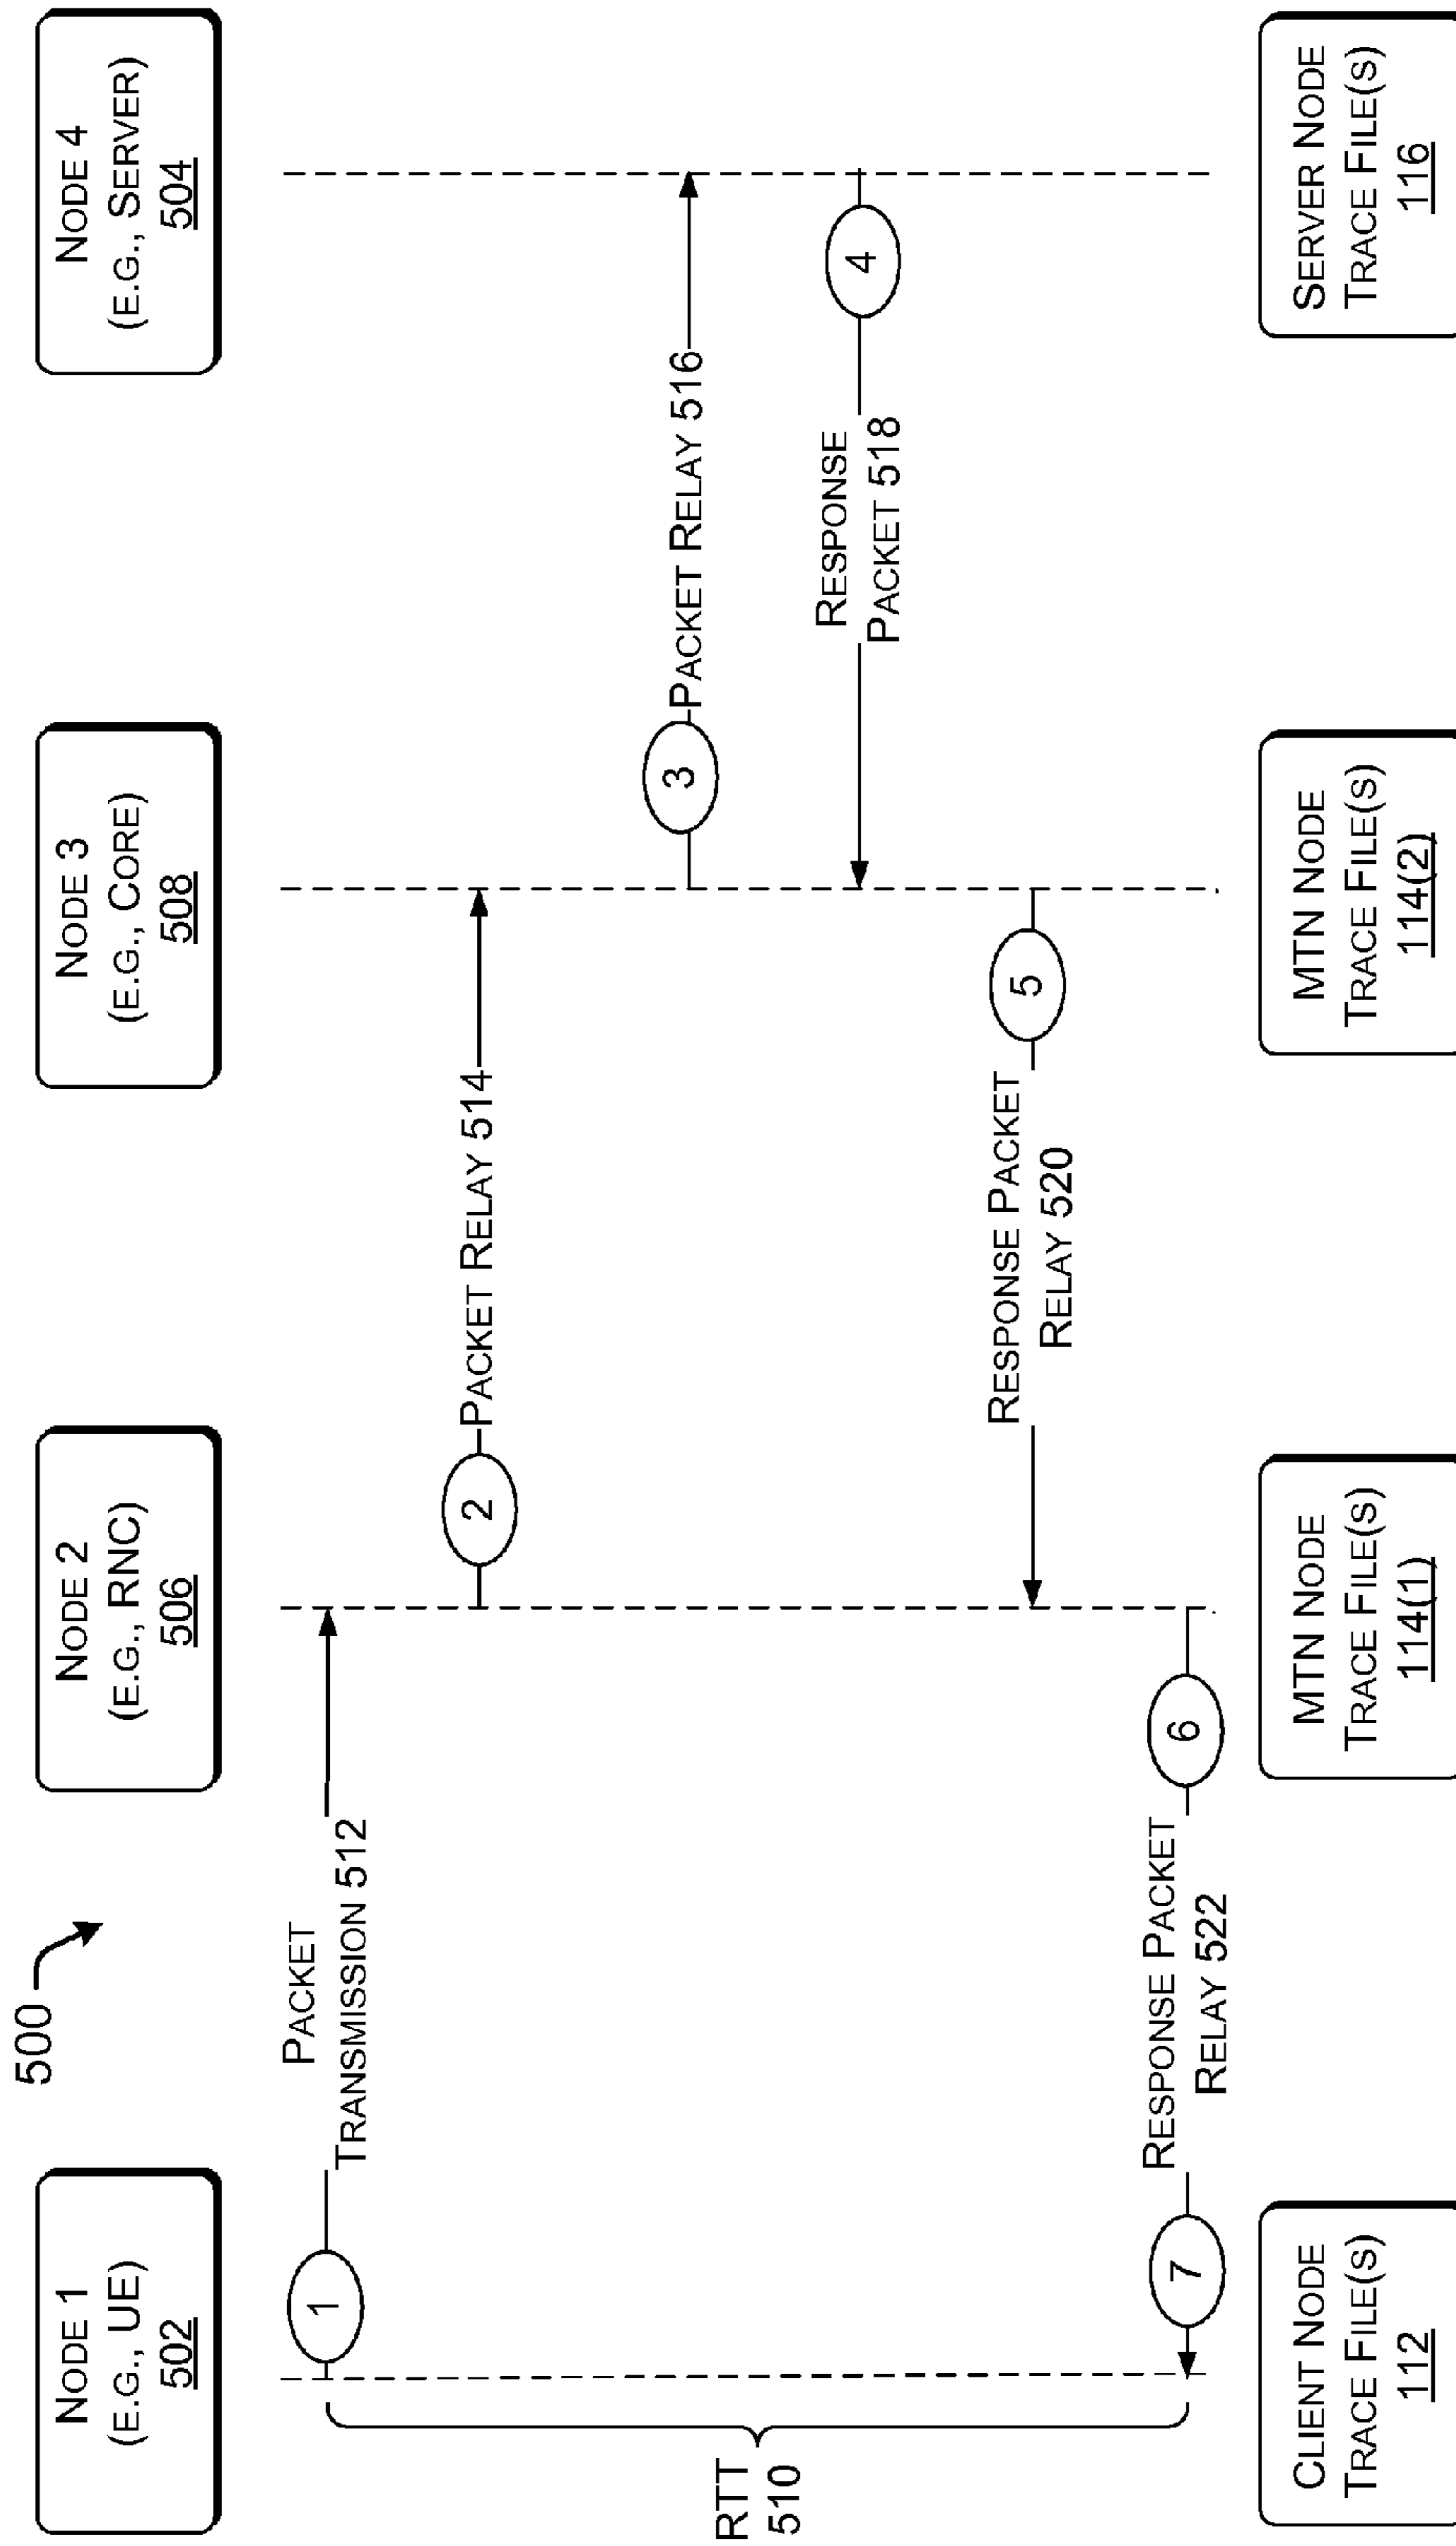 500
NODE 1
(E.G., UE)
502
NODE 2
(E.G., RNC)
506
NODE 3
(E.G., CORE)
508
NODE 4
(E.G., SERVER)
504
1
PACKET
TRANSMISSION 512
2
PACKET RELAY 514
3
PACKET RELAY 516
RTT
510
RESPONSE
PACKET 518
4
RESPONSE PACKET
RELAY 520
5
7
RESPONSE PACKET
RELAY 522
6
CLIENT NODE
TRACE FILE(S)
112
MTN NODE
TRACE FILE(S)
114(1)
MTN NODE
TRACE FILE(S)
114(2)
SERVER NODE
TRACE FILE(S)
116